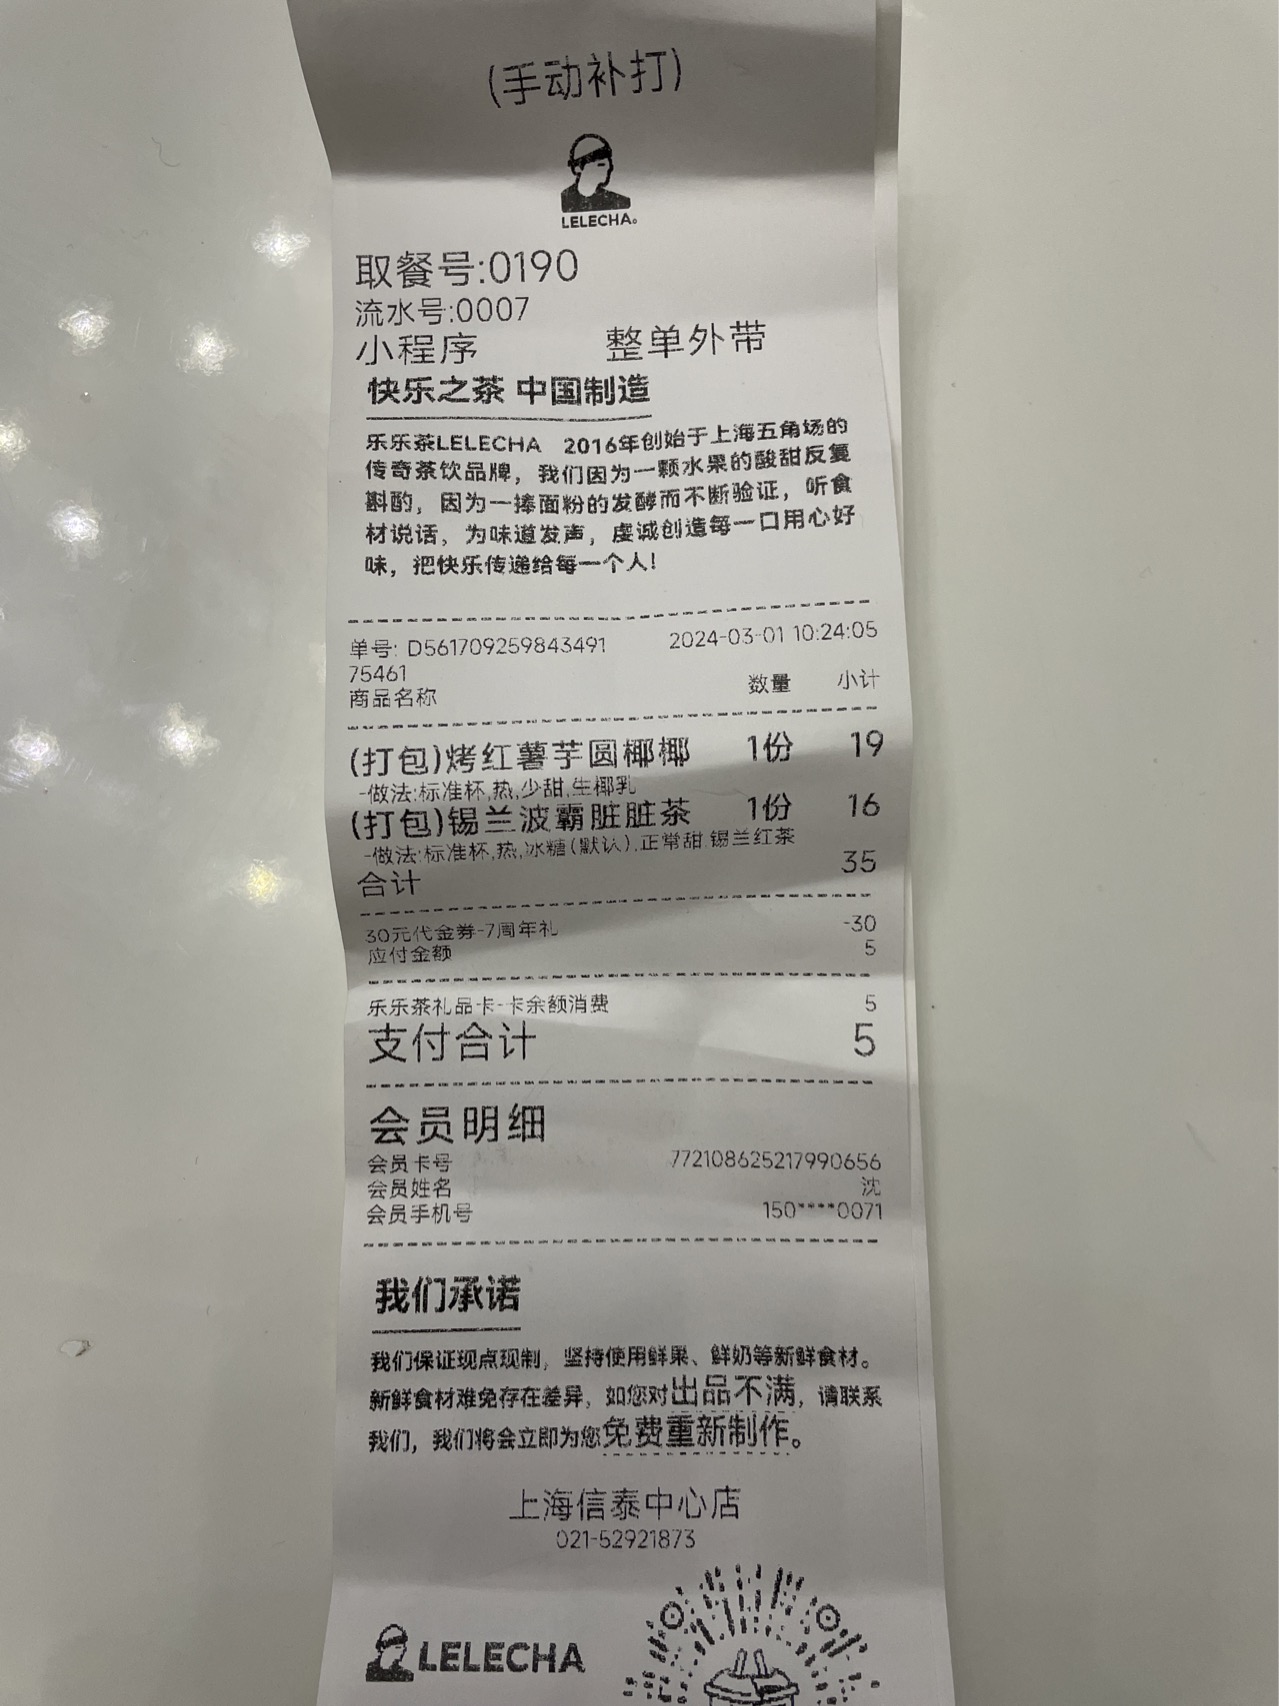 (手动补打)
LELECHA。
取餐号:0190
流水号:0007
小程序 整单外带
快乐之茶 中国制造
乐乐茶LELECHA 2016年创始于上海五角场的
传奇茶饮品牌，我们因为一颗水果的酸甜反复
斟酌，因为一捧面粉的发酵而不断验证，听食
材说话，为味道发声，虔诚创造每一口用心好
味，把快乐传递给每一个人！
单号: D561709259843491 2024-03-01 10:24:05
75461
商品名称 数量 小计
(打包)烤红薯芋圆椰椰 1份 19
-做法:标准杯,热,少甜,生椰乳
(打包)锡兰波霸脏脏茶 1份 16
-做法:标准杯,热,冰糖(默认),正常甜,锡兰红茶
合计 35
30元代金券-7周年礼 -30
应付金额 5
乐乐茶礼品卡-卡余额消费 5
支付合计 5
会员明细
会员卡号 772108625217990656
会员姓名 沈
会员手机号 150****0071
我们承诺
我们保证现点现制，坚持使用鲜果、鲜奶等新鲜食材。
新鲜食材难免存在差异，如您对出品不满，请联系
我们，我们将会立即为您免费重新制作。
上海信泰中心店
021-52921873
LELECHA